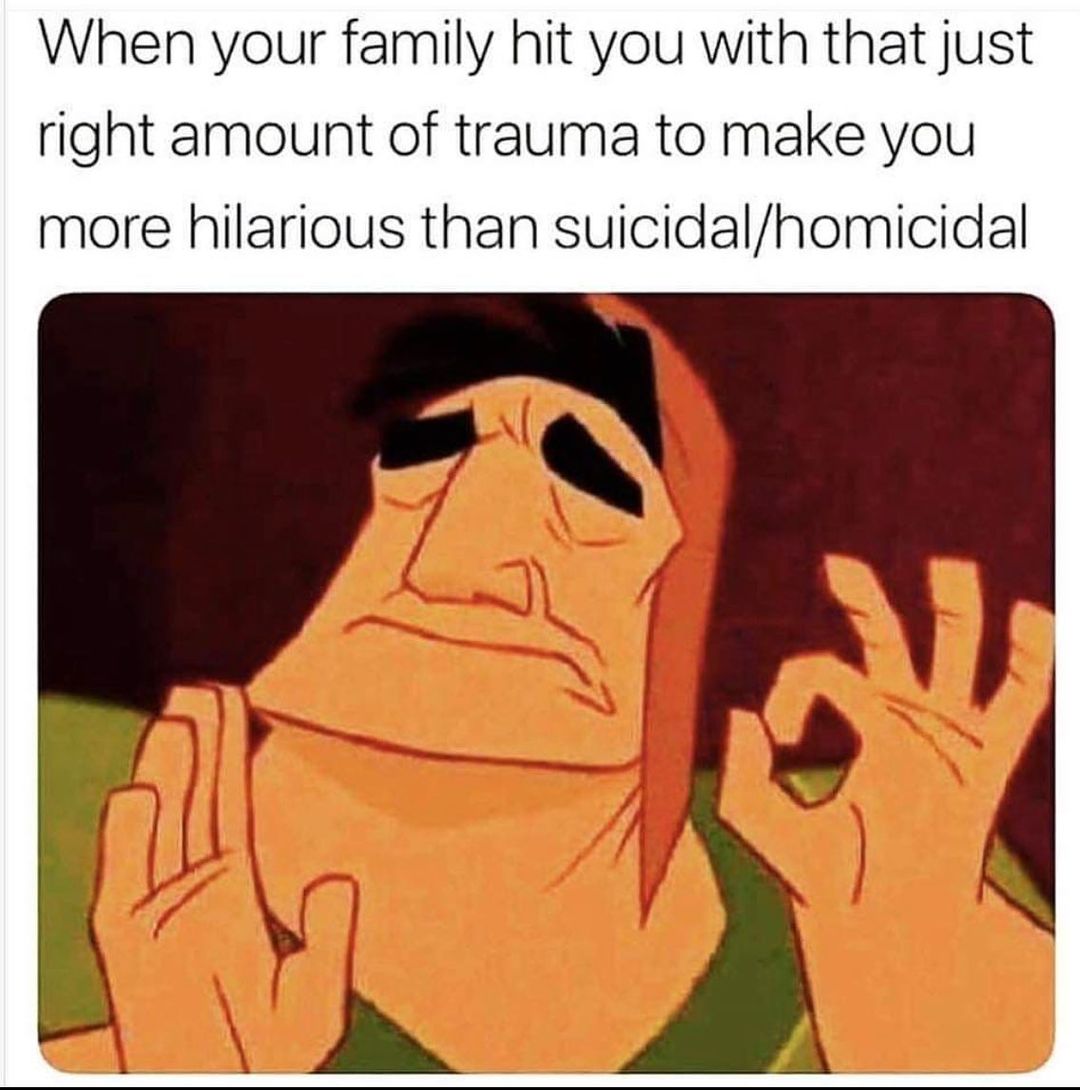 When your family hit you with that just
right amount of trauma to make you
more hilarious than suicidal/homicidal